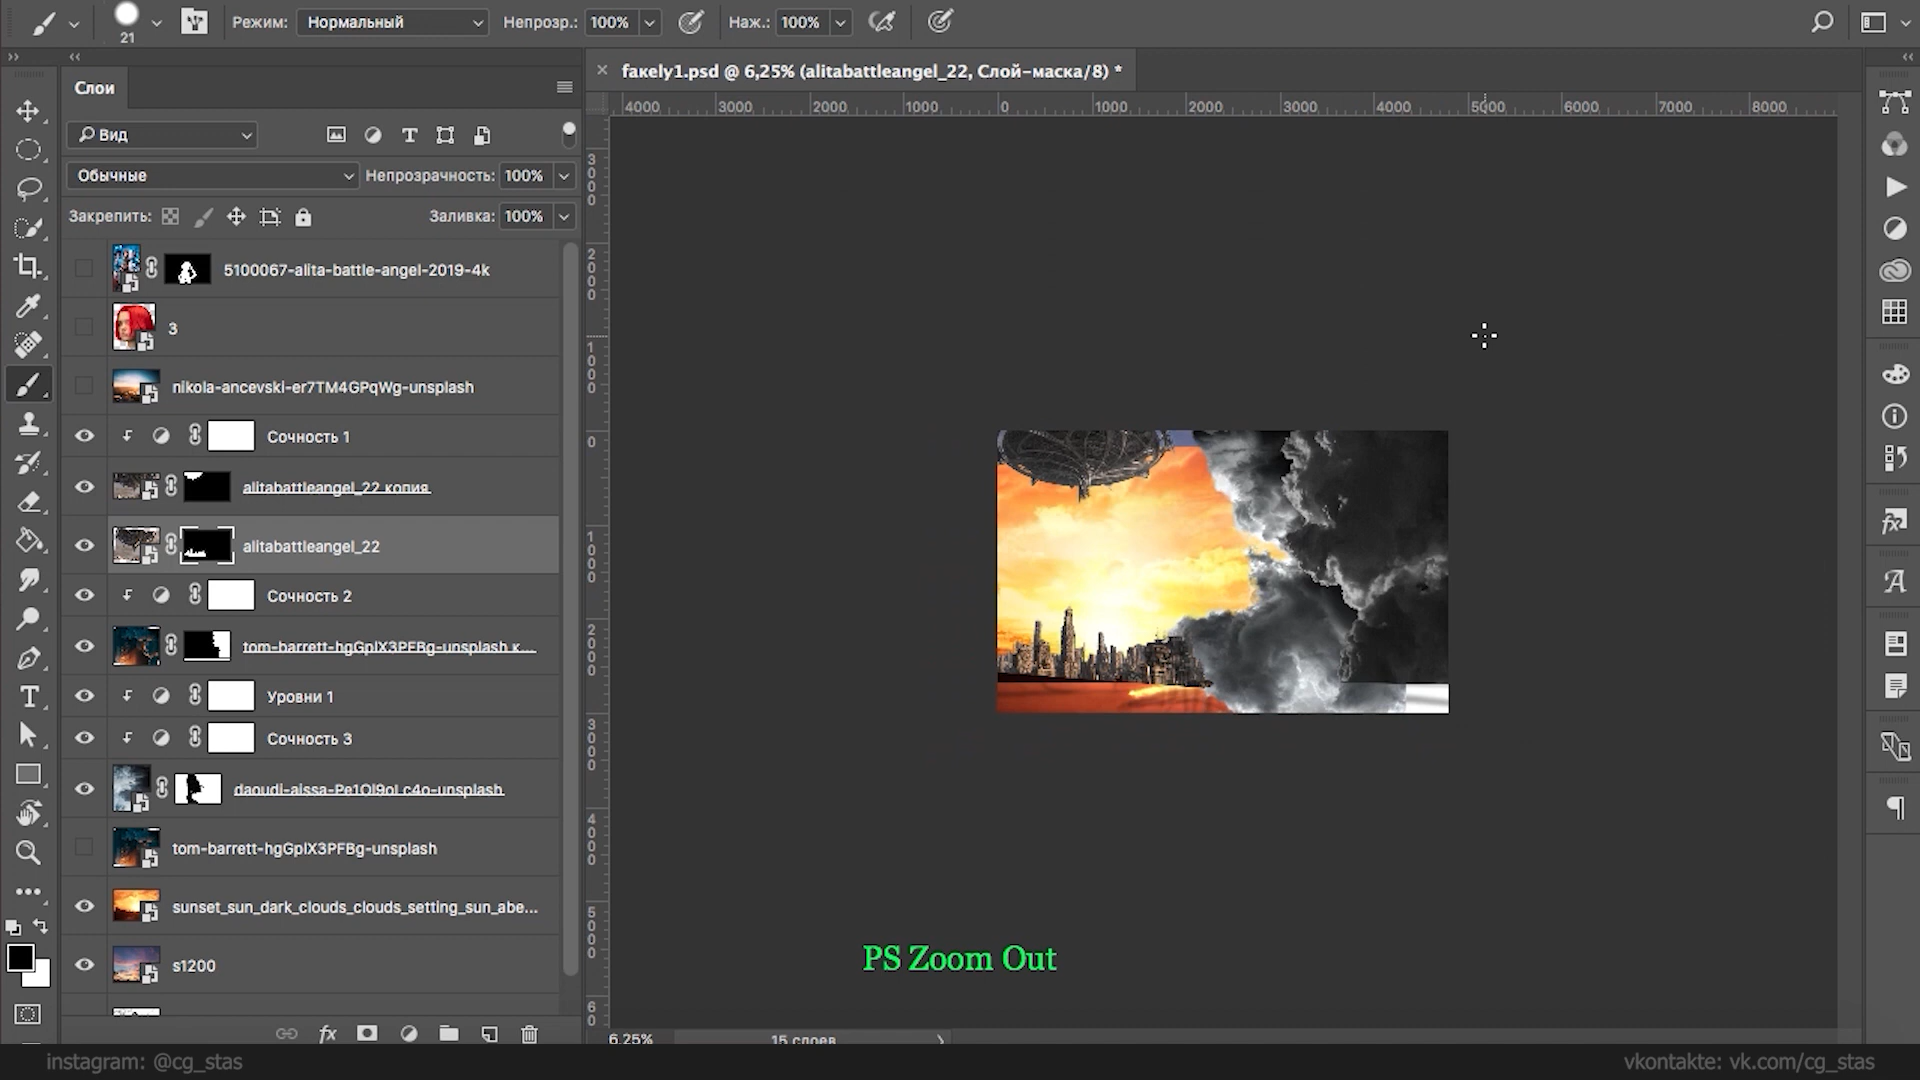 21
Режим:
Нормальный
Непрозр.:
100%
Наж.:
100%
Слои
fakely1.psd @ 6,25% (alitabattleangel_22, Слой-маска/8) *
4000 3000 2000 1000 0 1000 2000 3000 4000 5000 6000 7000 8000
Вид
Обычные
Непрозрачность:
100%
Закрепить:
Заливка:
100%
5100067-alita-battle-angel-2019-4k
3
nikola-ancevski-er7TM4GPqWg-unsplash
Сочность 1
alitabattleangel_22 копия
alitabattleangel_22
Сочность 2
tom-barrett-hgGplX3PFBg-unsplash к...
Уровни 1
Сочность 3
daoudi-aissa-Pe1Ol9oLc4o-unsplash
tom-barrett-hgGplX3PFBg-unsplash
sunset_sun_dark_clouds_clouds_setting_sun_abe...
s1200
3000
2000
1000
0
1000
2000
3000
4000
5000
6 0
PS Zoom Out
6,25%
15 слоев
instagram: @cg_stas
vkontakte: vk.com/cg_stas